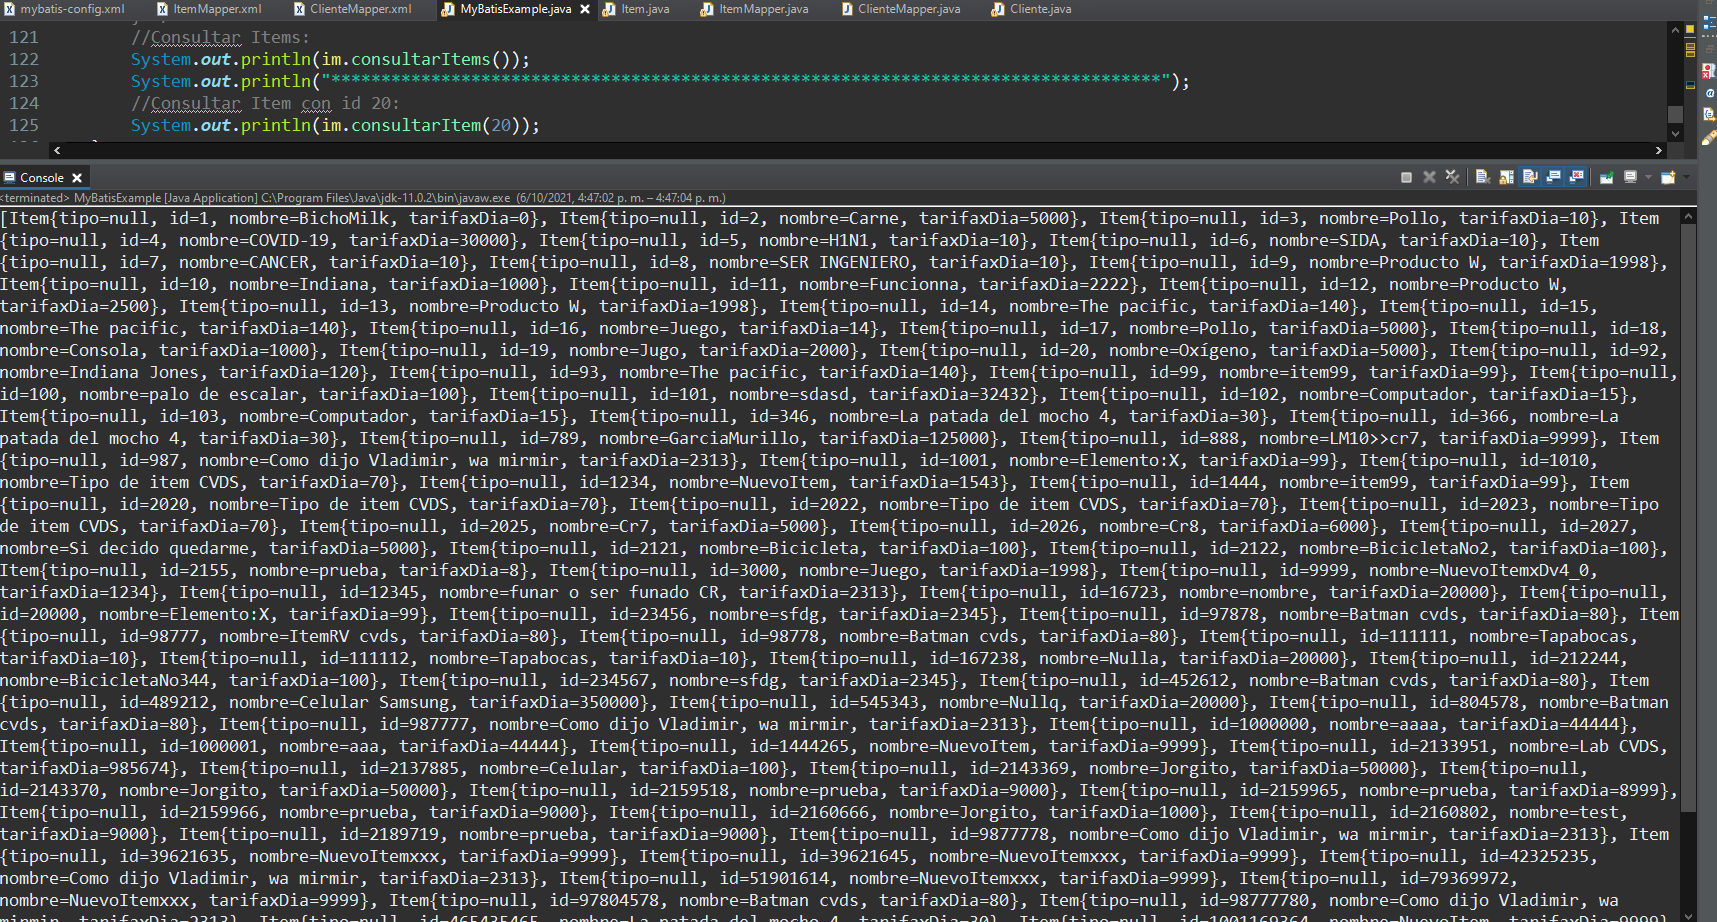 mybatis-config.xml ItemMapper.xml ClienteMapper.xml MyBatisExample.java Item.java ItemMapper.java ClienteMapper.java Cliente.java
121 //Consultar Items:
122 System.out.println(im.consultarItems());
123 System.out.println("***********************************************************************************");
124 //Consultar Item con id 20:
125 System.out.println(im.consultarItem(20));
Console
<terminated> MyBatisExample [Java Application] C:\Program Files\Java\jdk-11.0.2\bin\javaw.exe (6/10/2021, 4:47:02 p. m. – 4:47:04 p. m.)
[Item{tipo=null, id=1, nombre=BichoMilk, tarifaxDia=0}, Item{tipo=null, id=2, nombre=Carne, tarifaxDia=5000}, Item{tipo=null, id=3, nombre=Pollo, tarifaxDia=10}, Item
{tipo=null, id=4, nombre=COVID-19, tarifaxDia=30000}, Item{tipo=null, id=5, nombre=H1N1, tarifaxDia=10}, Item{tipo=null, id=6, nombre=SIDA, tarifaxDia=10}, Item
{tipo=null, id=7, nombre=CANCER, tarifaxDia=10}, Item{tipo=null, id=8, nombre=SER INGENIERO, tarifaxDia=10}, Item{tipo=null, id=9, nombre=Producto W, tarifaxDia=1998},
Item{tipo=null, id=10, nombre=Indiana, tarifaxDia=1000}, Item{tipo=null, id=11, nombre=Funcionna, tarifaxDia=2222}, Item{tipo=null, id=12, nombre=Producto W,
tarifaxDia=2500}, Item{tipo=null, id=13, nombre=Producto W, tarifaxDia=1998}, Item{tipo=null, id=14, nombre=The pacific, tarifaxDia=140}, Item{tipo=null, id=15,
nombre=The pacific, tarifaxDia=140}, Item{tipo=null, id=16, nombre=Juego, tarifaxDia=14}, Item{tipo=null, id=17, nombre=Pollo, tarifaxDia=5000}, Item{tipo=null, id=18,
nombre=Consola, tarifaxDia=1000}, Item{tipo=null, id=19, nombre=Jugo, tarifaxDia=2000}, Item{tipo=null, id=20, nombre=Oxígeno, tarifaxDia=5000}, Item{tipo=null, id=92,
nombre=Indiana Jones, tarifaxDia=120}, Item{tipo=null, id=93, nombre=The pacific, tarifaxDia=140}, Item{tipo=null, id=99, nombre=item99, tarifaxDia=99}, Item{tipo=null,
id=100, nombre=palo de escalar, tarifaxDia=100}, Item{tipo=null, id=101, nombre=sdasd, tarifaxDia=32432}, Item{tipo=null, id=102, nombre=Computador, tarifaxDia=15},
Item{tipo=null, id=103, nombre=Computador, tarifaxDia=15}, Item{tipo=null, id=346, nombre=La patada del mocho 4, tarifaxDia=30}, Item{tipo=null, id=366, nombre=La
patada del mocho 4, tarifaxDia=30}, Item{tipo=null, id=789, nombre=GarciaMurillo, tarifaxDia=125000}, Item{tipo=null, id=888, nombre=LM10>>cr7, tarifaxDia=9999}, Item
{tipo=null, id=987, nombre=Como dijo Vladimir, wa mirmir, tarifaxDia=2313}, Item{tipo=null, id=1001, nombre=Elemento:X, tarifaxDia=99}, Item{tipo=null, id=1010,
nombre=Tipo de item CVDS, tarifaxDia=70}, Item{tipo=null, id=1234, nombre=NuevoItem, tarifaxDia=1543}, Item{tipo=null, id=1444, nombre=item99, tarifaxDia=99}, Item
{tipo=null, id=2020, nombre=Tipo de item CVDS, tarifaxDia=70}, Item{tipo=null, id=2022, nombre=Tipo de item CVDS, tarifaxDia=70}, Item{tipo=null, id=2023, nombre=Tipo
de item CVDS, tarifaxDia=70}, Item{tipo=null, id=2025, nombre=Cr7, tarifaxDia=5000}, Item{tipo=null, id=2026, nombre=Cr8, tarifaxDia=6000}, Item{tipo=null, id=2027,
nombre=Si decido quedarme, tarifaxDia=5000}, Item{tipo=null, id=2121, nombre=Bicicleta, tarifaxDia=100}, Item{tipo=null, id=2122, nombre=BicicletaNo2, tarifaxDia=100},
Item{tipo=null, id=2155, nombre=prueba, tarifaxDia=8}, Item{tipo=null, id=3000, nombre=Juego, tarifaxDia=1998}, Item{tipo=null, id=9999, nombre=NuevoItemxDv4_0,
tarifaxDia=1234}, Item{tipo=null, id=12345, nombre=funar o ser funado CR, tarifaxDia=2313}, Item{tipo=null, id=16723, nombre=nombre, tarifaxDia=20000}, Item{tipo=null,
id=20000, nombre=Elemento:X, tarifaxDia=99}, Item{tipo=null, id=23456, nombre=sfdg, tarifaxDia=2345}, Item{tipo=null, id=97878, nombre=Batman cvds, tarifaxDia=80}, Item
{tipo=null, id=98777, nombre=ItemRV cvds, tarifaxDia=80}, Item{tipo=null, id=98778, nombre=Batman cvds, tarifaxDia=80}, Item{tipo=null, id=111111, nombre=Tapabocas,
tarifaxDia=10}, Item{tipo=null, id=111112, nombre=Tapabocas, tarifaxDia=10}, Item{tipo=null, id=167238, nombre=Nulla, tarifaxDia=20000}, Item{tipo=null, id=212244,
nombre=BicicletaNo344, tarifaxDia=100}, Item{tipo=null, id=234567, nombre=sfdg, tarifaxDia=2345}, Item{tipo=null, id=452612, nombre=Batman cvds, tarifaxDia=80}, Item
{tipo=null, id=489212, nombre=Celular Samsung, tarifaxDia=350000}, Item{tipo=null, id=545343, nombre=Nullq, tarifaxDia=20000}, Item{tipo=null, id=804578, nombre=Batman
cvds, tarifaxDia=80}, Item{tipo=null, id=987777, nombre=Como dijo Vladimir, wa mirmir, tarifaxDia=2313}, Item{tipo=null, id=1000000, nombre=aaaa, tarifaxDia=44444},
Item{tipo=null, id=1000001, nombre=aaa, tarifaxDia=44444}, Item{tipo=null, id=1444265, nombre=NuevoItem, tarifaxDia=9999}, Item{tipo=null, id=2133951, nombre=Lab CVDS,
tarifaxDia=985674}, Item{tipo=null, id=2137885, nombre=Celular, tarifaxDia=100}, Item{tipo=null, id=2143369, nombre=Jorgito, tarifaxDia=50000}, Item{tipo=null,
id=2143370, nombre=Jorgito, tarifaxDia=50000}, Item{tipo=null, id=2159518, nombre=prueba, tarifaxDia=9000}, Item{tipo=null, id=2159965, nombre=prueba, tarifaxDia=8999},
Item{tipo=null, id=2159966, nombre=prueba, tarifaxDia=9000}, Item{tipo=null, id=2160666, nombre=Jorgito, tarifaxDia=1000}, Item{tipo=null, id=2160802, nombre=test,
tarifaxDia=9000}, Item{tipo=null, id=2189719, nombre=prueba, tarifaxDia=9000}, Item{tipo=null, id=9877778, nombre=Como dijo Vladimir, wa mirmir, tarifaxDia=2313}, Item
{tipo=null, id=39621635, nombre=NuevoItemxxx, tarifaxDia=9999}, Item{tipo=null, id=39621645, nombre=NuevoItemxxx, tarifaxDia=9999}, Item{tipo=null, id=42325235,
nombre=Como dijo Vladimir, wa mirmir, tarifaxDia=2313}, Item{tipo=null, id=51901614, nombre=NuevoItemxxx, tarifaxDia=9999}, Item{tipo=null, id=79369972,
nombre=NuevoItemxxx, tarifaxDia=9999}, Item{tipo=null, id=97804578, nombre=Batman cvds, tarifaxDia=80}, Item{tipo=null, id=98777780, nombre=Como dijo Vladimir, wa
mirmir, tarifaxDia=2313}, Item{tipo=null, id=465435465, nombre=La patada del mocho 4, tarifaxDia=30}, Item{tipo=null, id=1001169364, nombre=NuevoItem, tarifaxDia=9999}